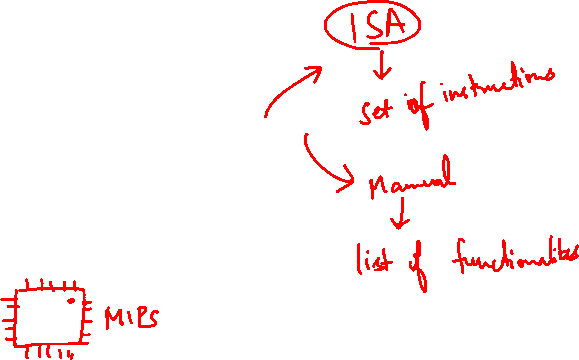 ISA
set of instructions
Manual
list of functionalities
MIPS